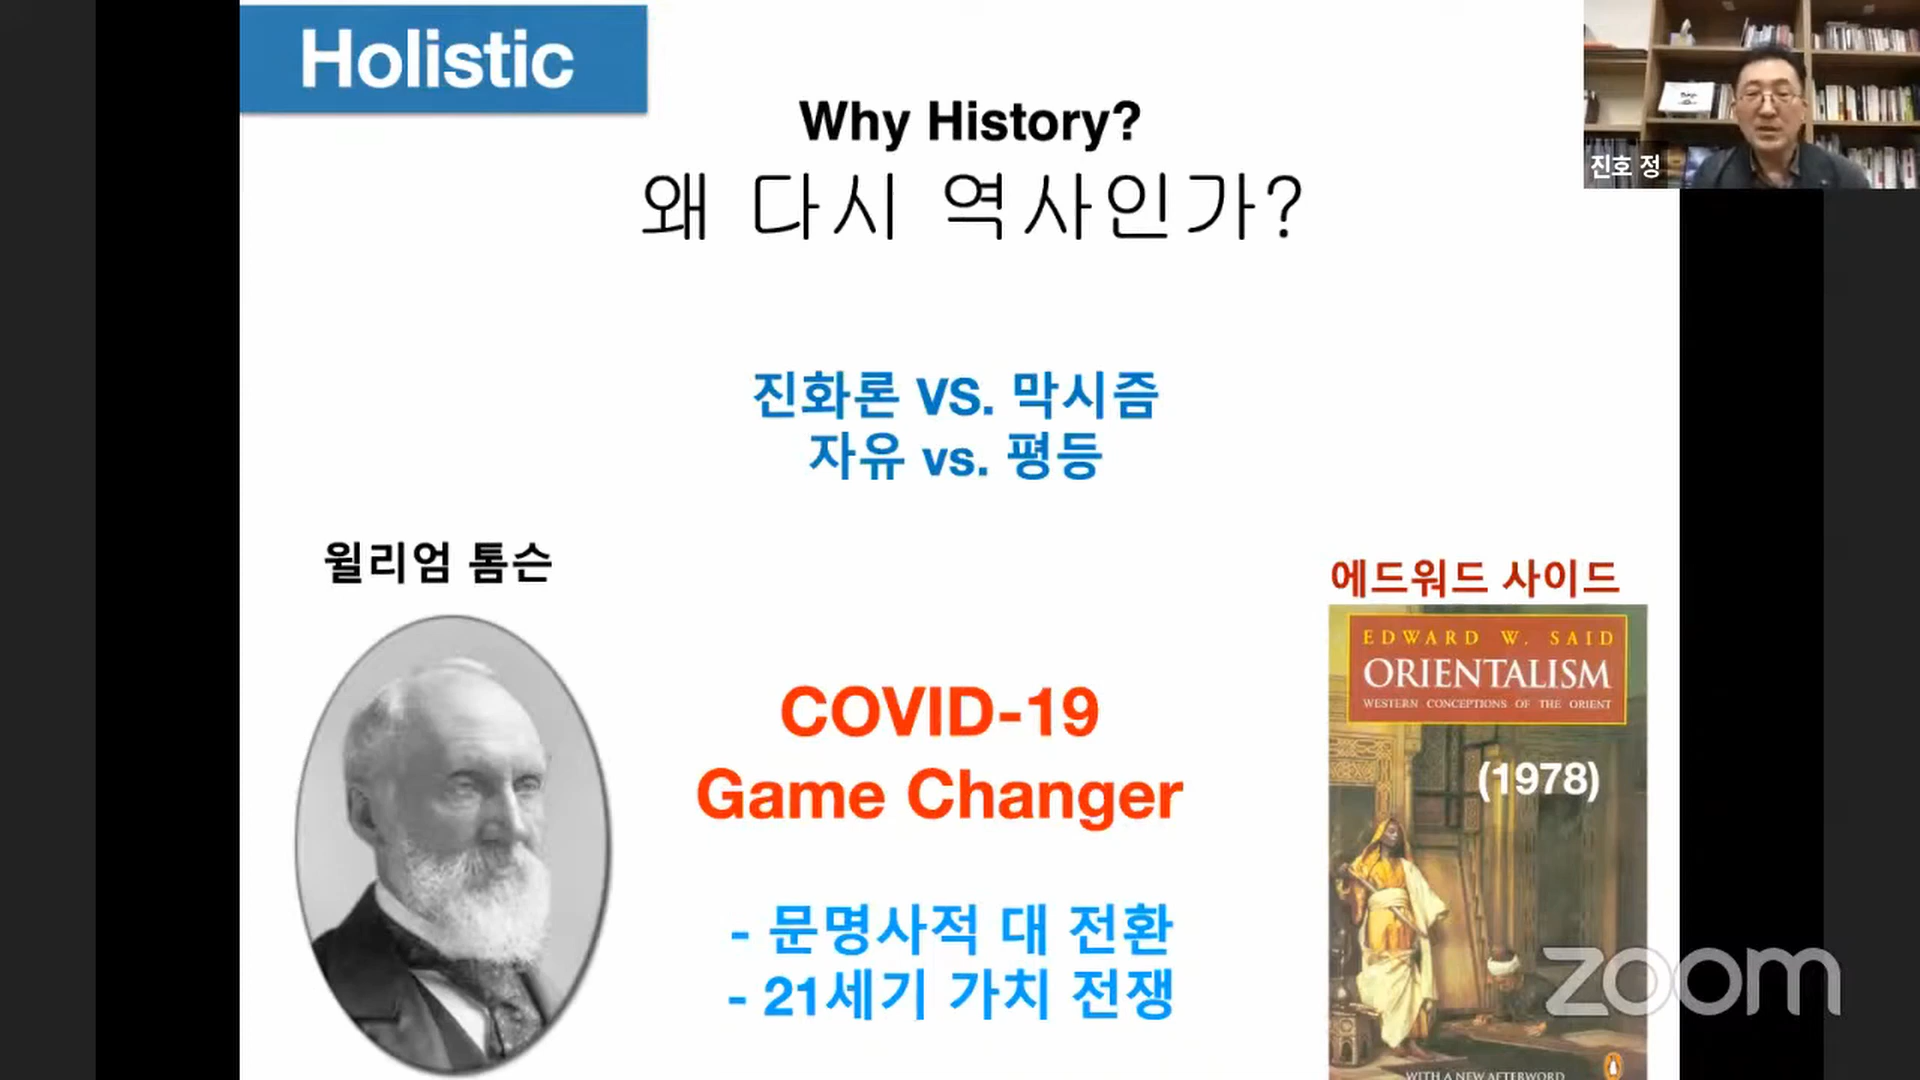 Holistic
Why History?
왜 다시 역사인가?
진호 정
진화론 VS. 막시즘
자유 vs. 평등
윌리엄 톰슨
에드워드 사이드
EDWARD W. SAID
ORIENTALISM
WESTERN CONCEPTIONS OF THE ORIENT
(1978)
COVID-19
Game Changer
- 문명사적 대 전환
- 21세기 가치 전쟁
zoom
WITH A NEW AFTERWORD